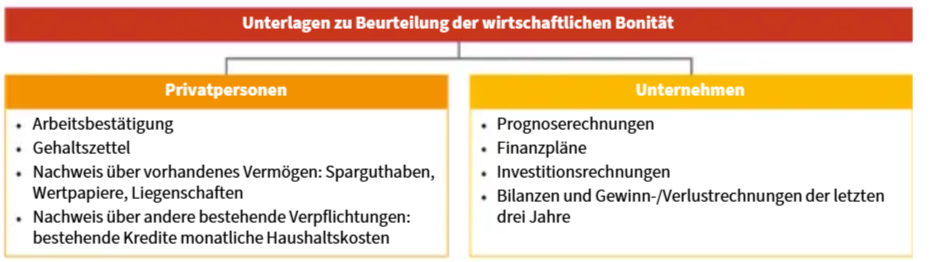 Unterlagen zu Beurteilung der wirtschaftlichen Bonität
Privatpersonen
• Arbeitsbestätigung
• Gehaltszettel
• Nachweis über vorhandenes Vermögen: Sparguthaben,
Wertpapiere, Liegenschaften
• Nachweis über andere bestehende Verpflichtungen:
bestehende Kredite monatliche Haushaltskosten
Unternehmen
• Prognoserechnungen
• Finanzpläne
• Investitionsrechnungen
• Bilanzen und Gewinn-/Verlustrechnungen der letzten
drei Jahre